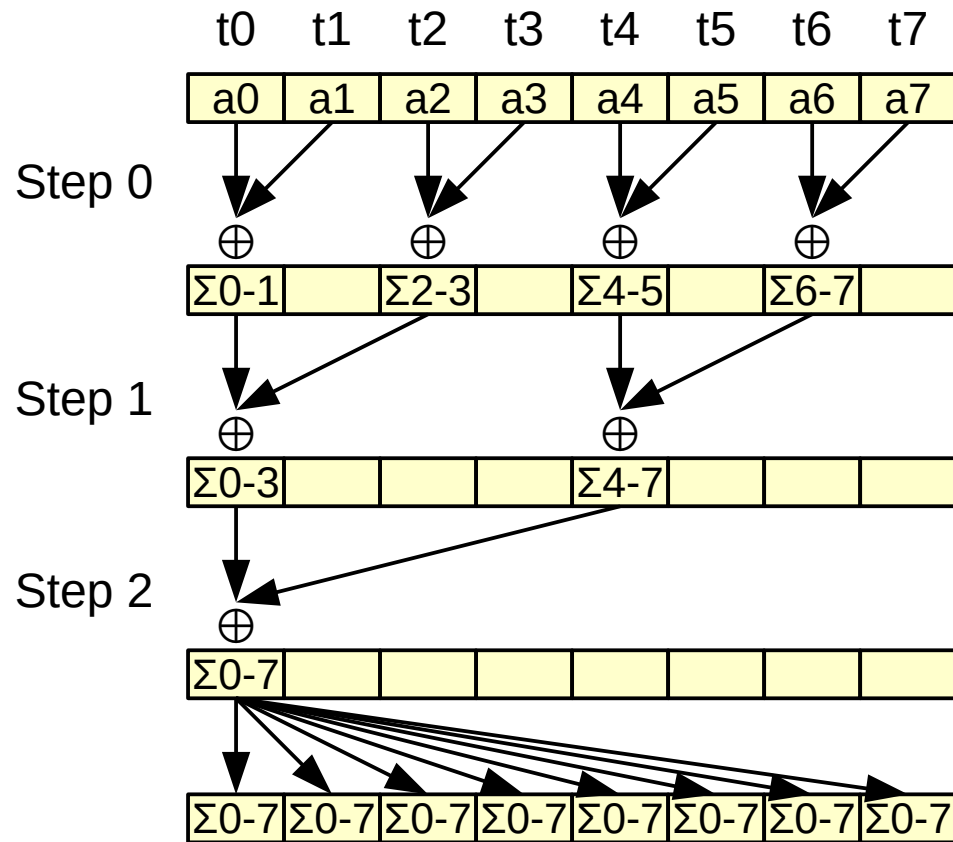 t0 t1 t2 t3 t4 t5 t6 t7
a0 a1 a2 a3 a4 a5 a6 a7
Step 0
⊕ ⊕ ⊕ ⊕
Σ0-1 Σ2-3 Σ4-5 Σ6-7
Step 1
⊕ ⊕
Σ0-3 Σ4-7
Step 2
⊕
Σ0-7
Σ0-7 Σ0-7 Σ0-7 Σ0-7 Σ0-7 Σ0-7 Σ0-7 Σ0-7